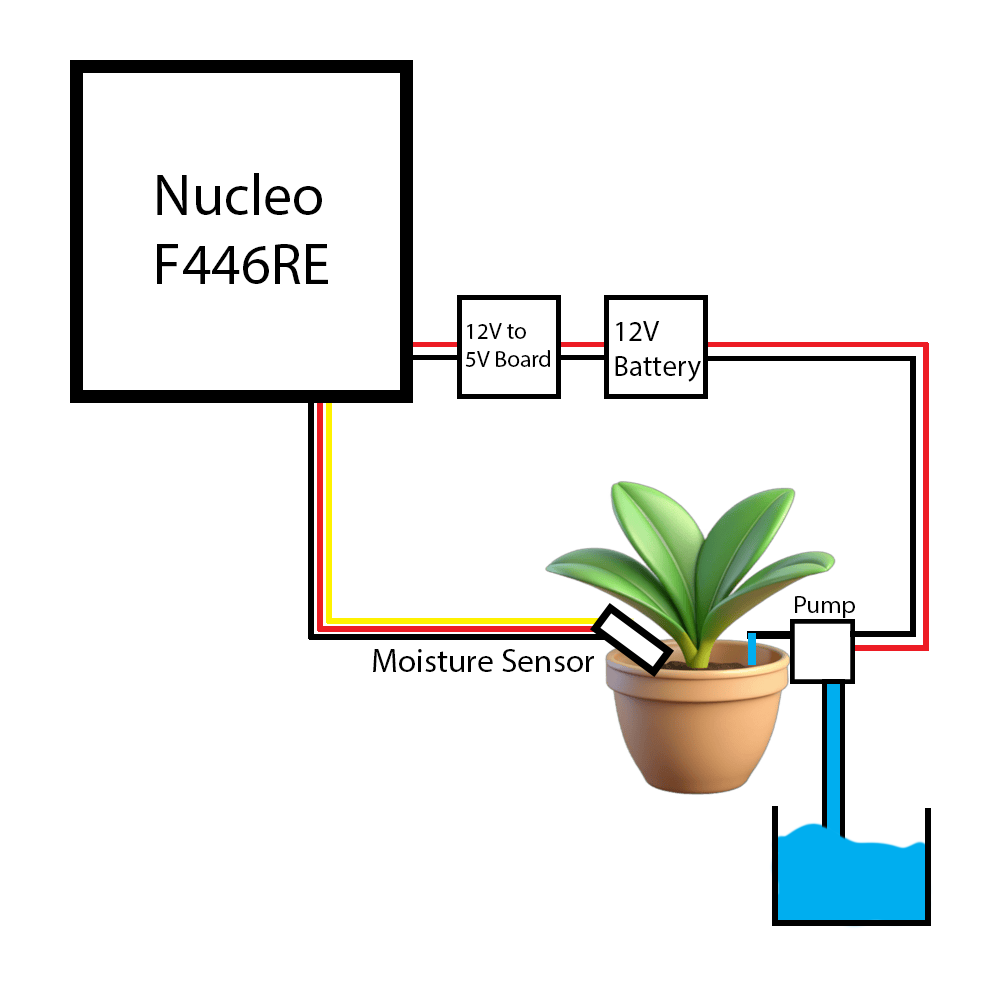 Nucleo
F446RE
12V to
5V Board
12V
Battery
Pump
Moisture Sensor